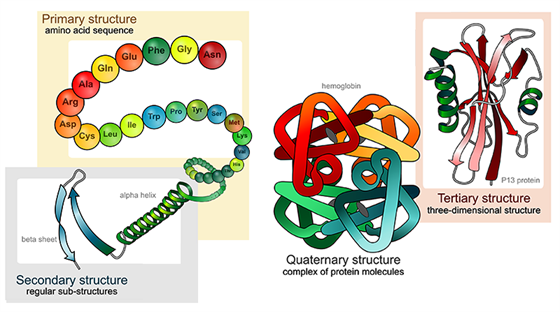 Primary structure
amino acid sequence
Asn
Gly
Phe
Glu
Gln
Ala
Arg
Asp
Cys
Leu
Ile
Trp
Pro
Tyr
Ser
Met
Lys
Val
His
alpha helix
beta sheet
Secondary structure
regular sub-structures
hemoglobin
Quaternary structure
complex of protein molecules
P13 protein
Tertiary structure
three-dimensional structure